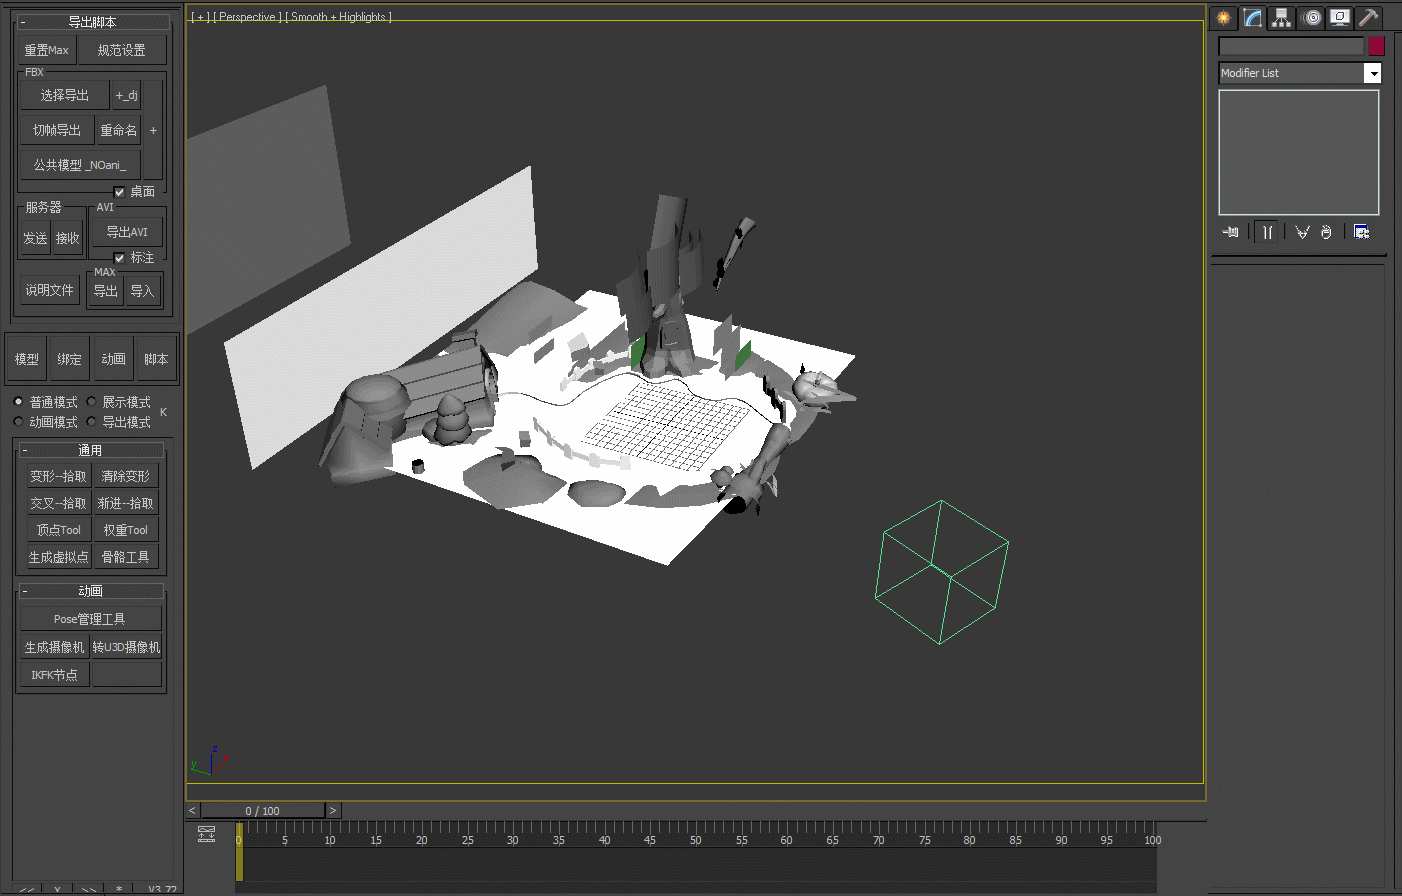 - 导出脚本
重置Max 规范设置
FBX
选择导出 +_dj
切帧导出 重命名 +
公共模型 _NOani_
桌面
服务器 AVI
发送 接收 导出AVI
标注
MAX
说明文件 导出 导入
模型 绑定 动画 脚本
普通模式 展示模式 K
动画模式 导出模式
- 通用
变形--拾取 清除变形
交叉--拾取 渐进--拾取
顶点Tool 权重Tool
生成虚拟点 骨骼工具
- 动画
Pose管理工具
生成摄像机 转U3D摄像机
IKFK节点
<< Y >> * V3.72
[ + ] [ Perspective ] [ Smooth + Highlights ]
z
y x
< 0 / 100 >
0 5 10 15 20 25 30 35 40 45 50 55 60 65 70 75 80 85 90 95 100
Modifier List